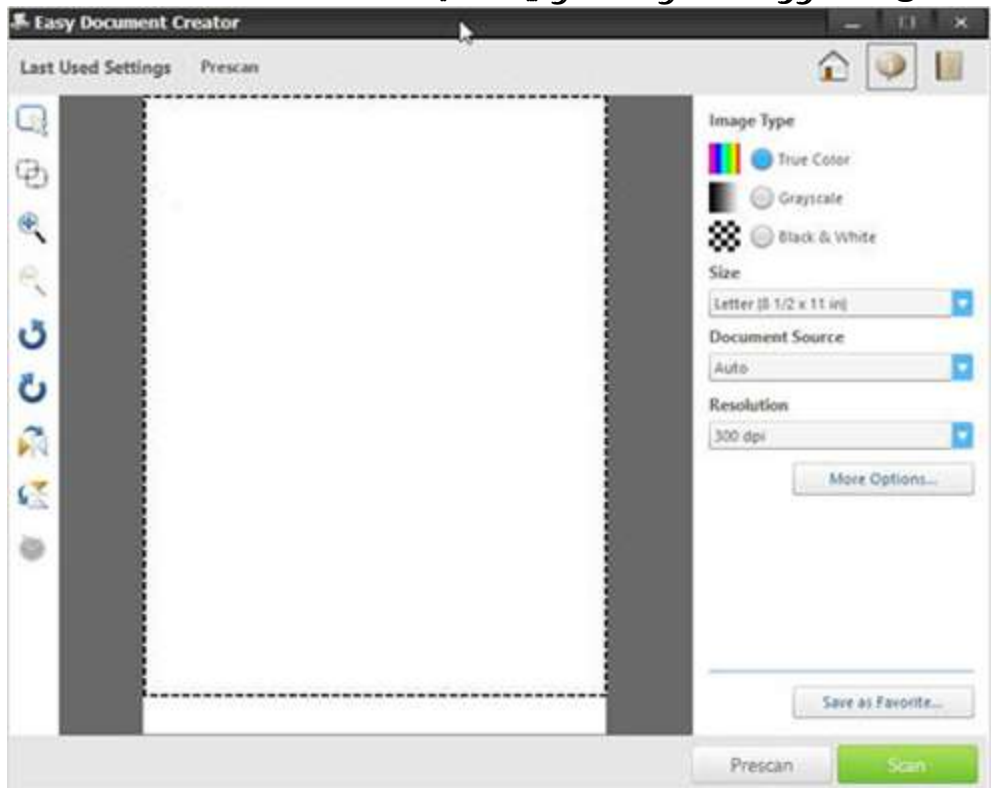 Easy Document Creator
Last Used Settings Prescan
Image Type
True Color
Grayscale
Black & White
Size
Letter (8 1/2 x 11 in)
Document Source
Auto
Resolution
300 dpi
More Options...
Save as Favorite...
Prescan Scan